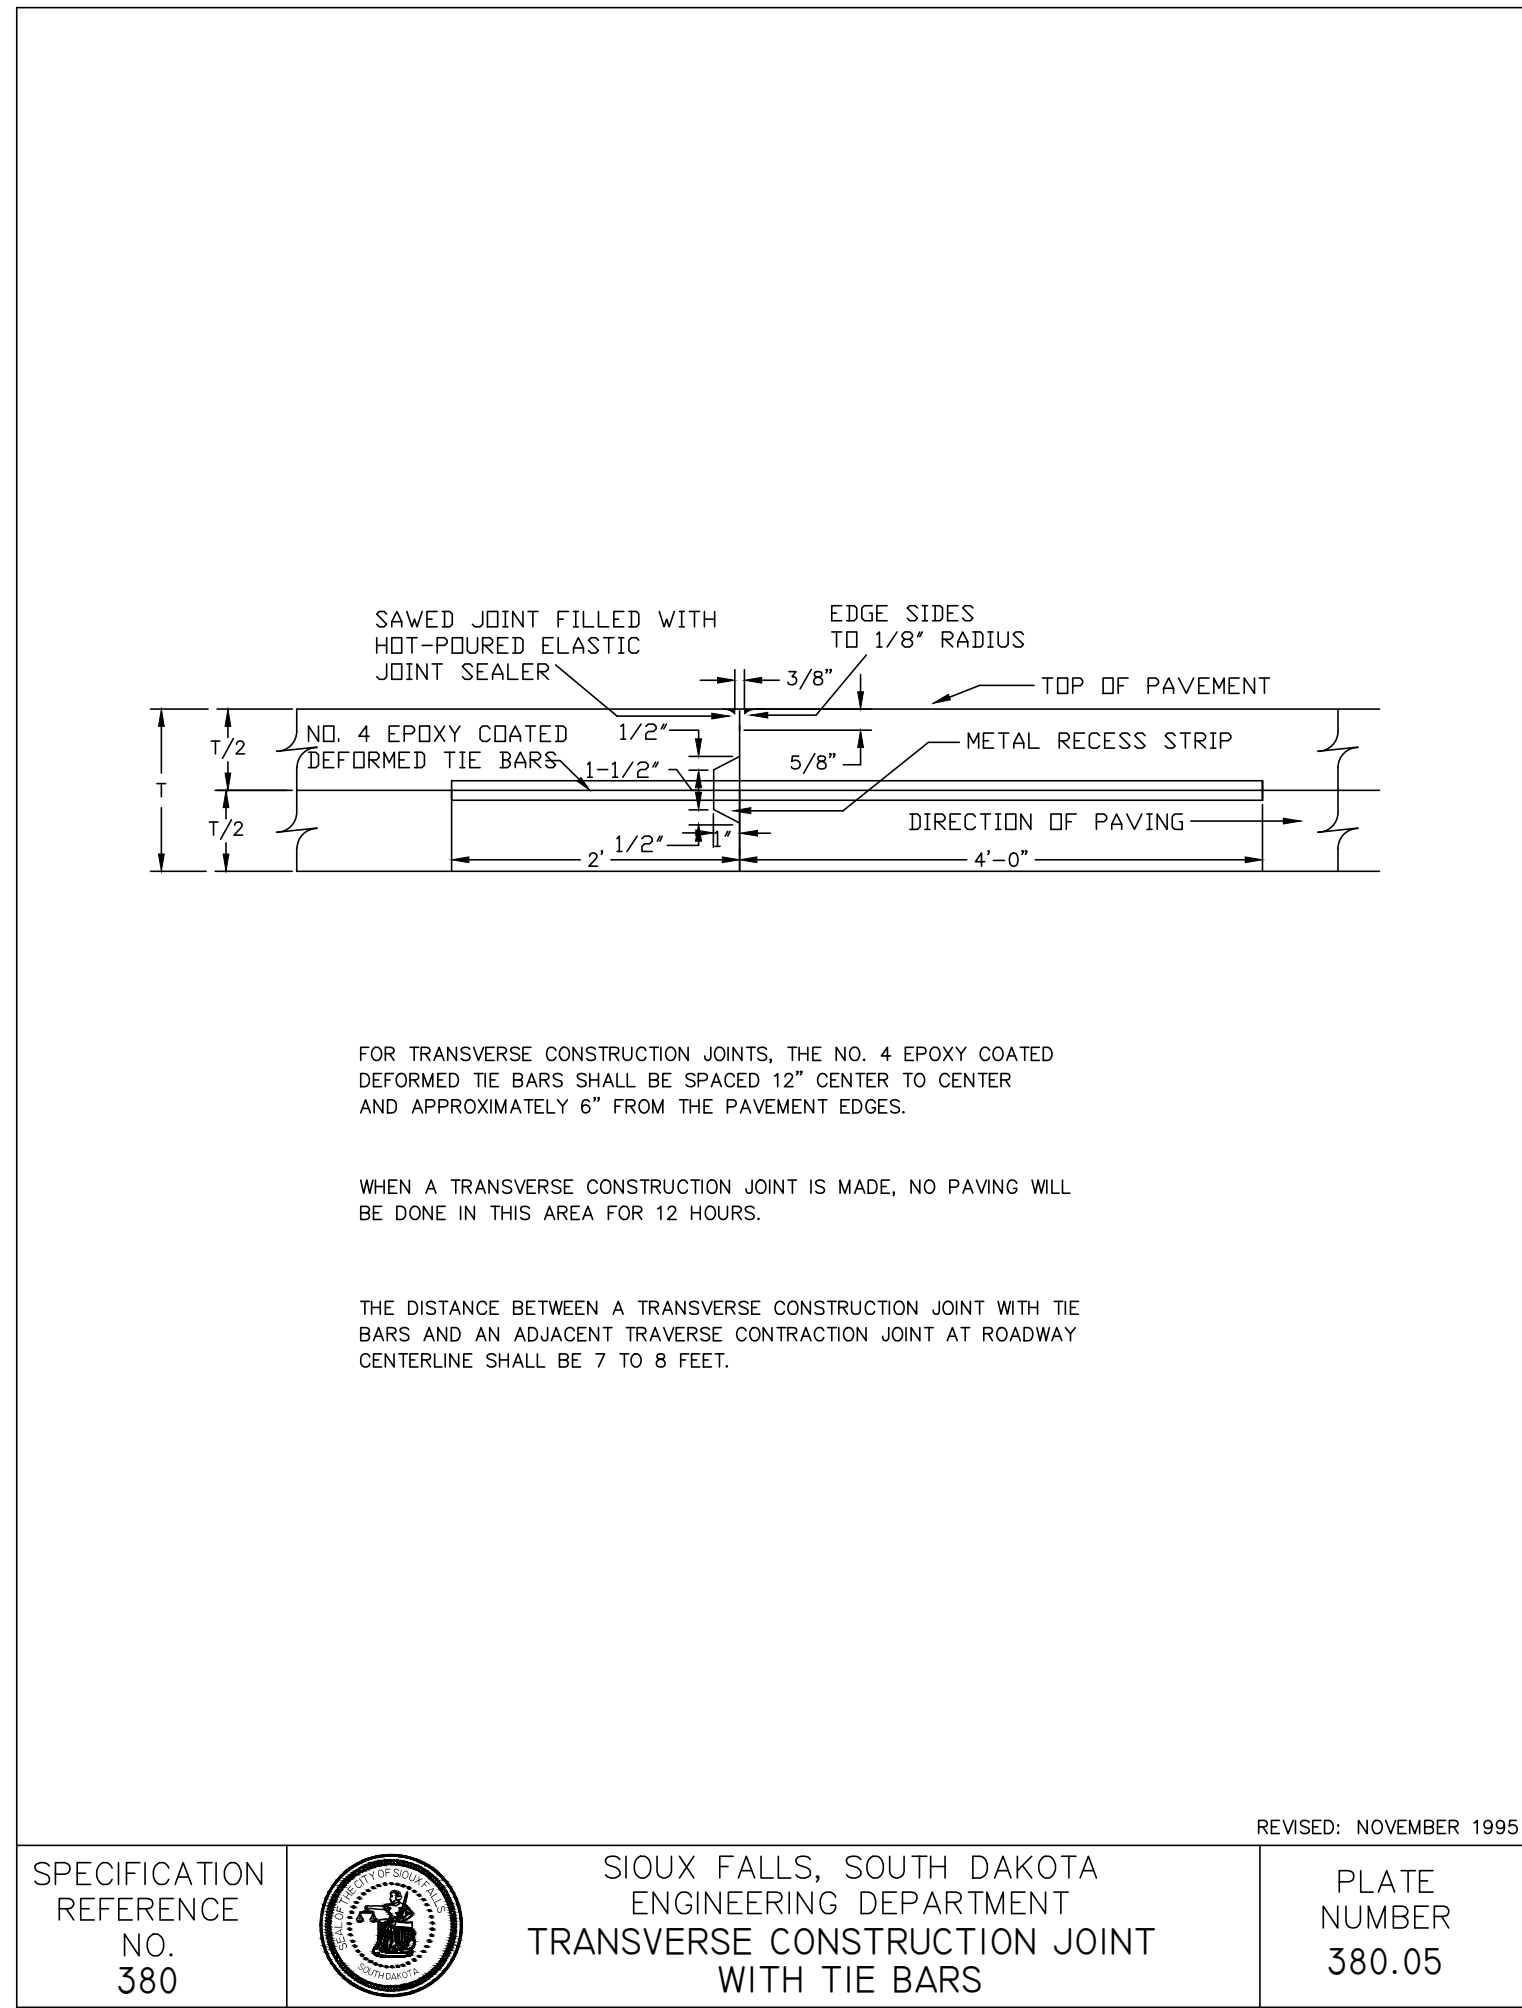 SAWED JOINT FILLED WITH
HOT-POURED ELASTIC
JOINT SEALER
EDGE SIDES
TO 1/8" RADIUS
3/8"
TOP OF PAVEMENT
T/2
NO. 4 EPOXY COATED
DEFORMED TIE BARS
1/2"
METAL RECESS STRIP
5/8"
1-1/2"
T
T/2
DIRECTION OF PAVING
1/2"
1"
2'
4'-0"
FOR TRANSVERSE CONSTRUCTION JOINTS, THE NO. 4 EPOXY COATED
DEFORMED TIE BARS SHALL BE SPACED 12" CENTER TO CENTER
AND APPROXIMATELY 6" FROM THE PAVEMENT EDGES.
WHEN A TRANSVERSE CONSTRUCTION JOINT IS MADE, NO PAVING WILL
BE DONE IN THIS AREA FOR 12 HOURS.
THE DISTANCE BETWEEN A TRANSVERSE CONSTRUCTION JOINT WITH TIE
BARS AND AN ADJACENT TRAVERSE CONTRACTION JOINT AT ROADWAY
CENTERLINE SHALL BE 7 TO 8 FEET.
REVISED: NOVEMBER 1995
SPECIFICATION
REFERENCE
NO.
380
SEAL OF THE CITY OF SIOUX FALLS
SOUTH DAKOTA
SIOUX FALLS, SOUTH DAKOTA
ENGINEERING DEPARTMENT
TRANSVERSE CONSTRUCTION JOINT
WITH TIE BARS
PLATE
NUMBER
380.05